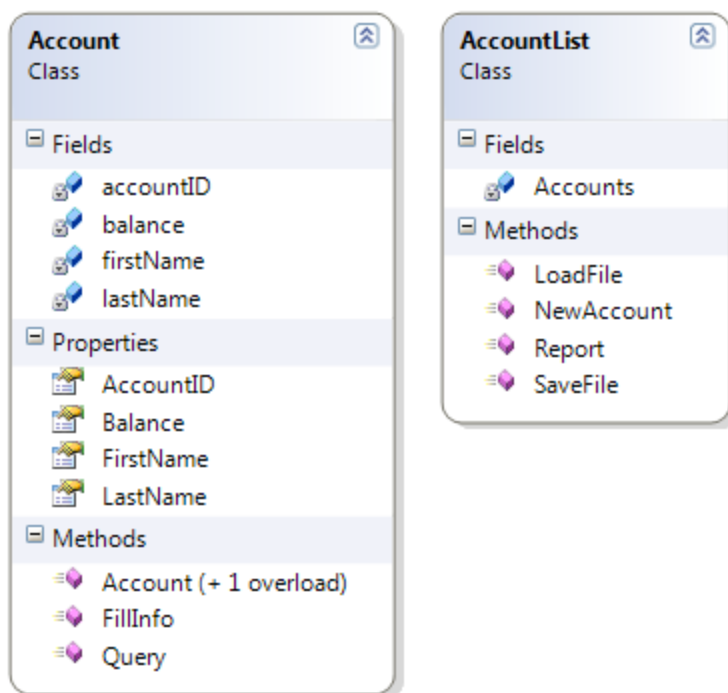 Account
Class
Fields
accountID
balance
firstName
lastName
Properties
AccountID
Balance
FirstName
LastName
Methods
Account (+ 1 overload)
FillInfo
Query
AccountList
Class
Fields
Accounts
Methods
LoadFile
NewAccount
Report
SaveFile